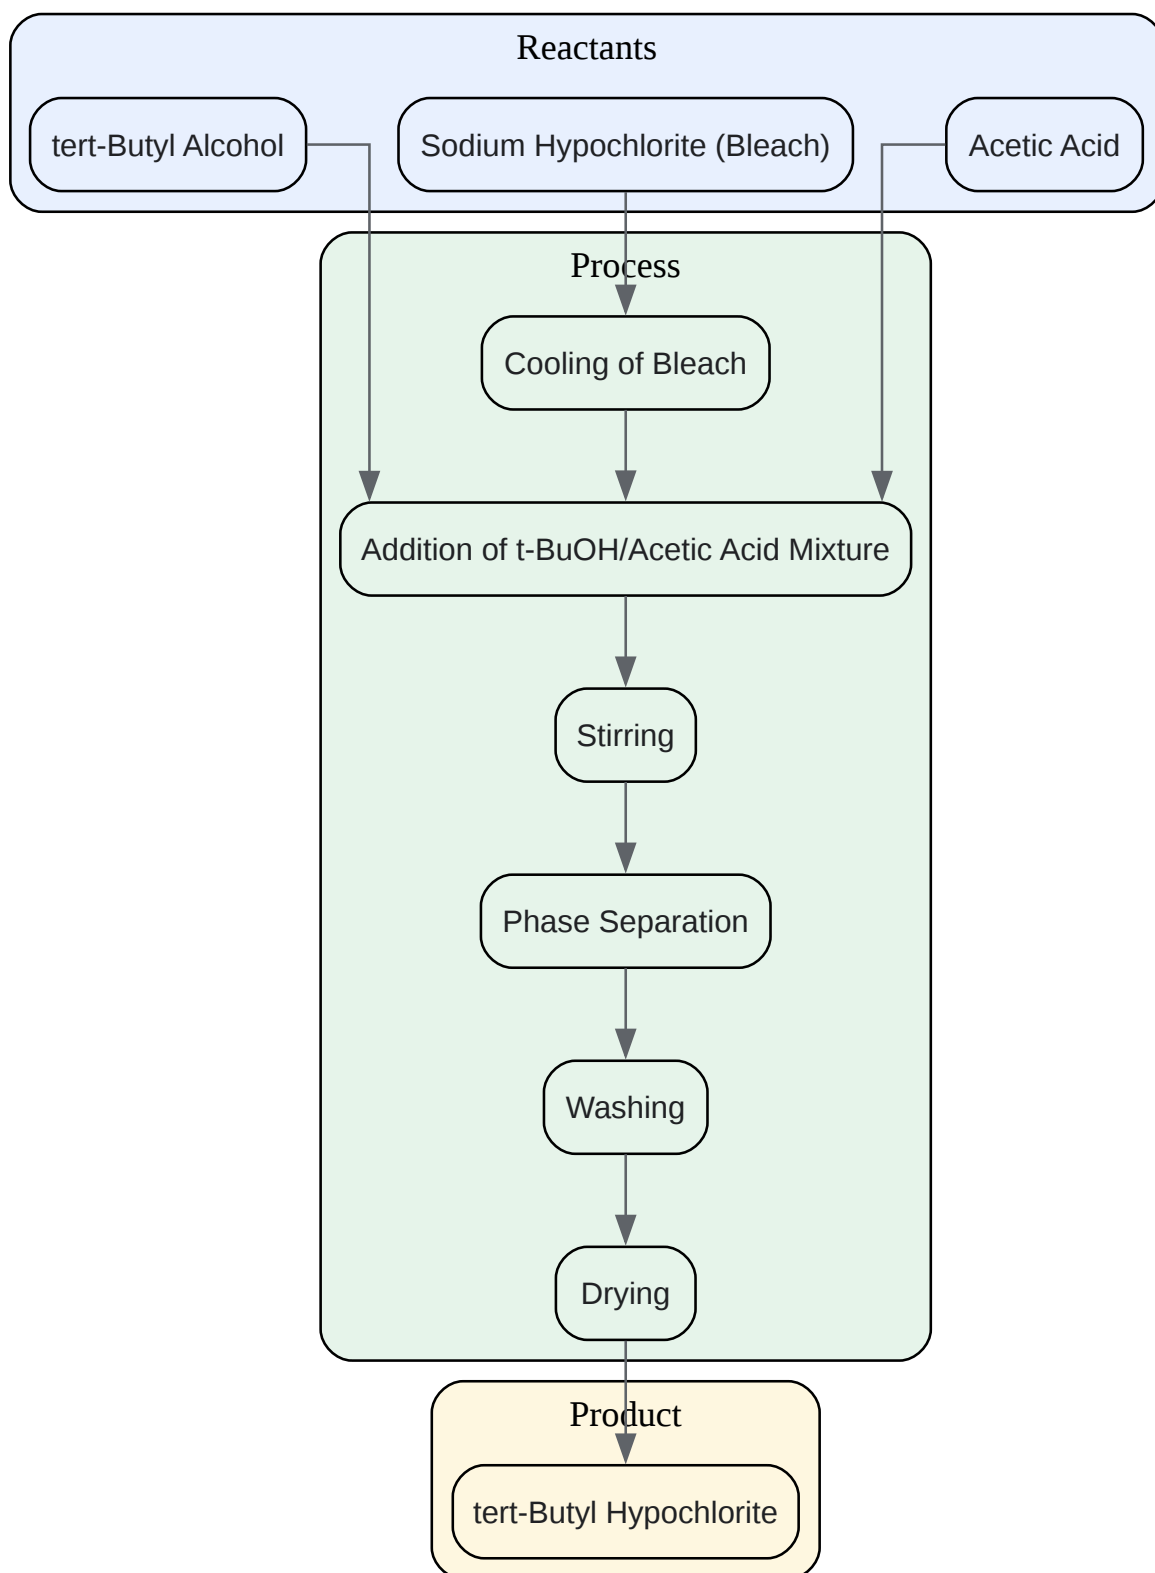 Reactants
tert-Butyl Alcohol
Sodium Hypochlorite (Bleach)
Acetic Acid
Process
Cooling of Bleach
Addition of t-BuOH/Acetic Acid Mixture
Stirring
Phase Separation
Washing
Drying
Product
tert-Butyl Hypochlorite